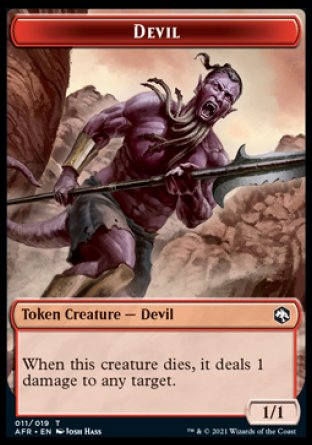 Devil
Token Creature — Devil
When this creature dies, it deals 1
damage to any target.
1/1
011/019 T
AFR • EN Josh Hass
™ & © 2021 Wizards of the Coast